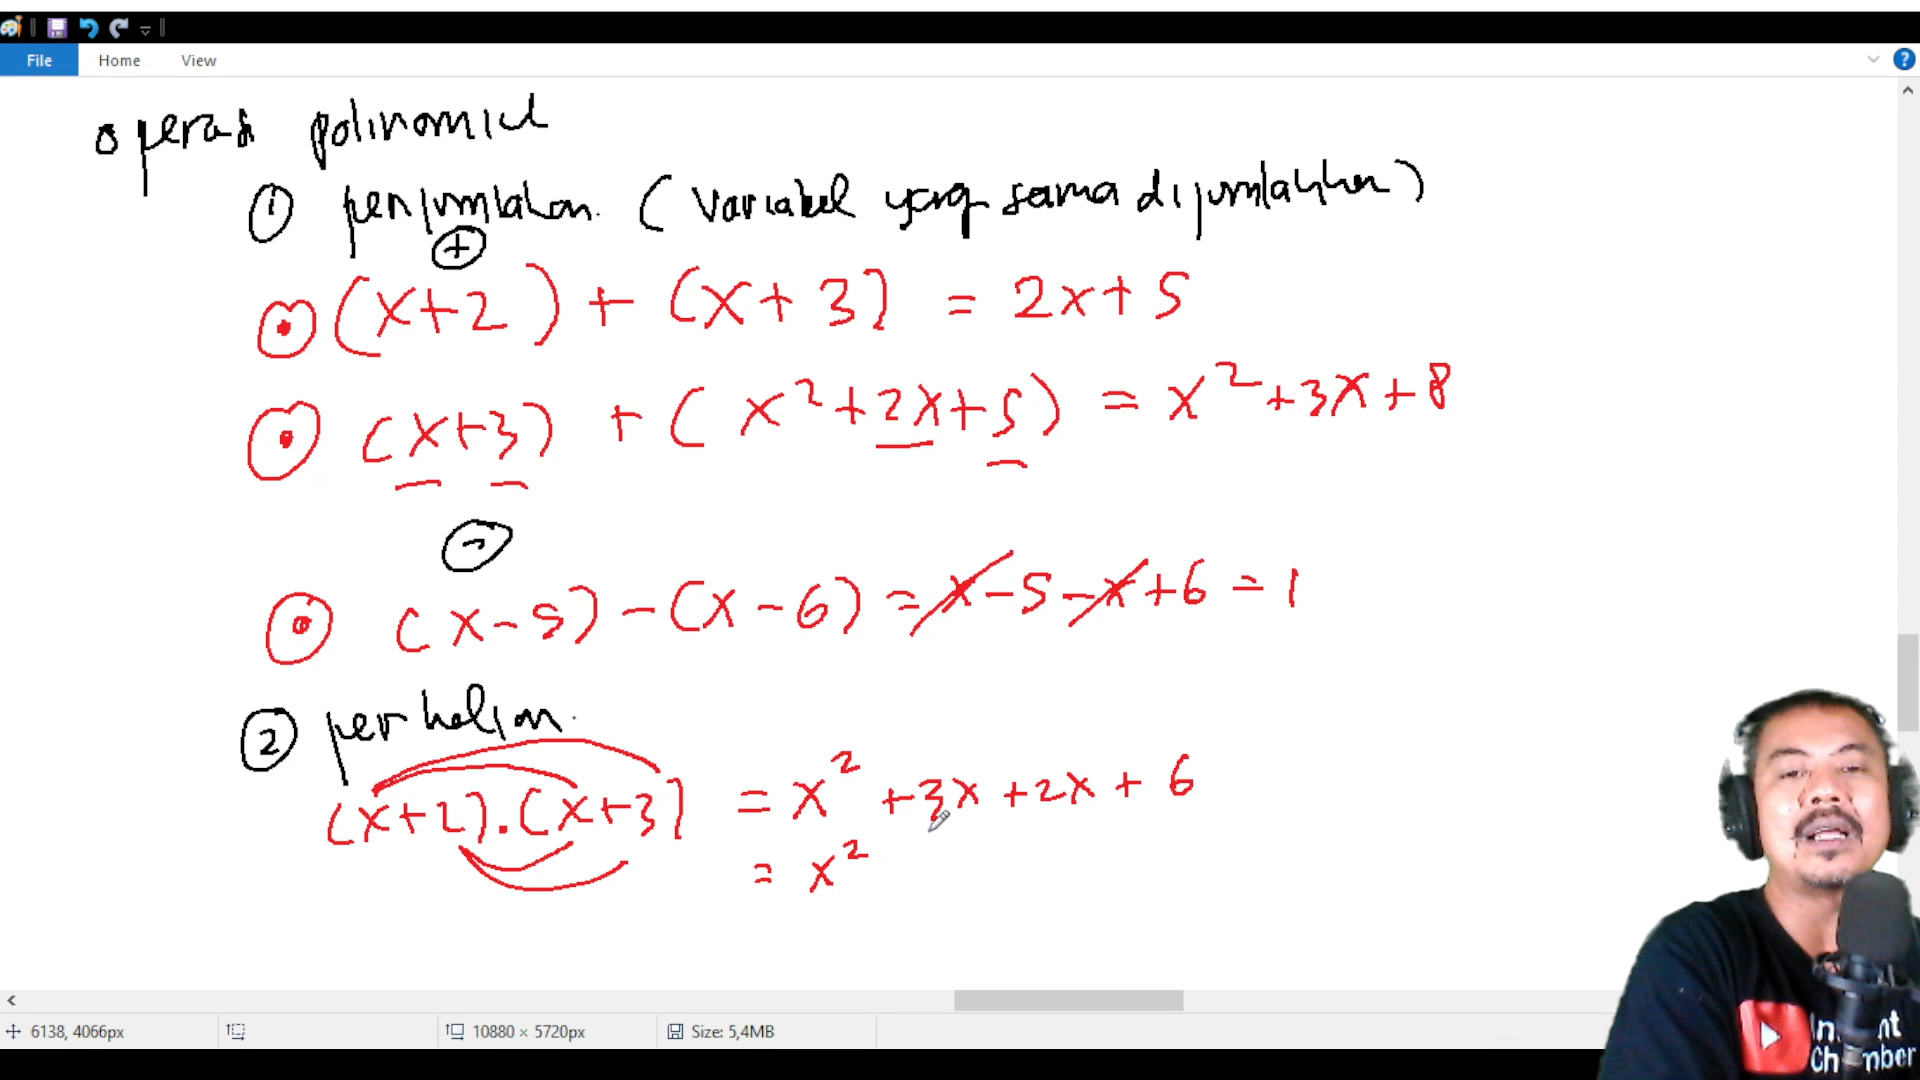 File Home View
operasi polinomial
① penjumlahan (variabel yang sama dijumlahkan)
+
(x+2) + (x+3) = 2x+5
(x+3) + (x²+2x+5) = x²+3x+8
-
(x-5) - (x-6) = x-5-x+6 = 1
② perkalian
(x+2).(x+3) = x²+3x+2x+6
= x²
6138, 4066px 10880 × 5720px Size: 5,4MB